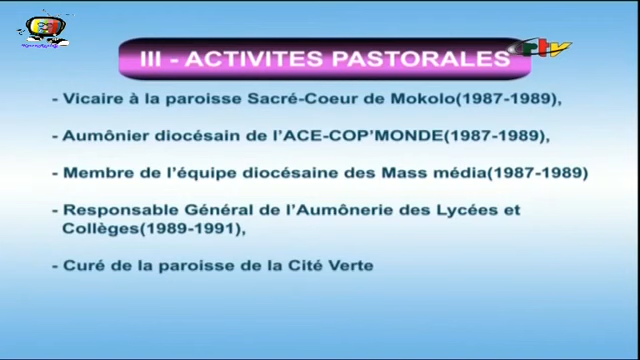 III - ACTIVITES PASTORALES
crtv
- Vicaire à la paroisse Sacré-Coeur de Mokolo(1987-1989),
- Aumônier diocésain de l'ACE-COP'MONDE(1987-1989),
- Membre de l'équipe diocésaine des Mass média(1987-1989)
- Responsable Général de l'Aumônerie des Lycées et
Collèges(1989-1991),
- Curé de la paroisse de la Cité Verte